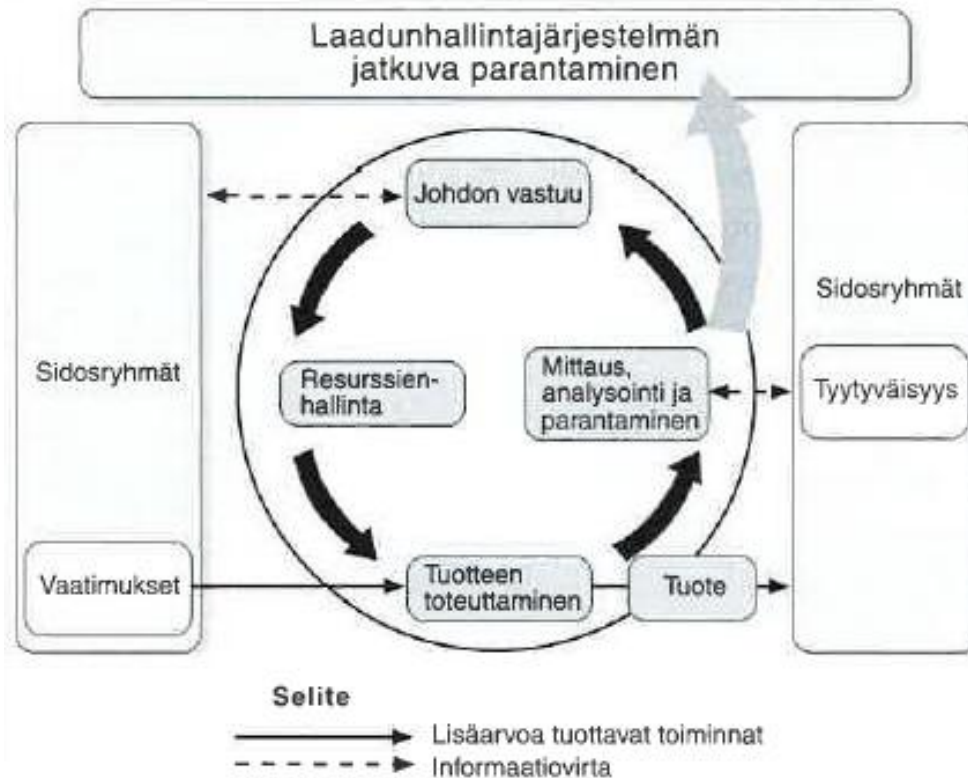 Laadunhallintajärjestelmän
jatkuva parantaminen
Johdon vastuu
Sidosryhmät
Sidosryhmät
Resurssien-
hallinta
Mittaus,
analysointi ja
parantaminen
Tyytyväisyys
Vaatimukset
Tuotteen
toteuttaminen
Tuote
Selite
Lisäarvoa tuottavat toiminnat
Informaatiovirta